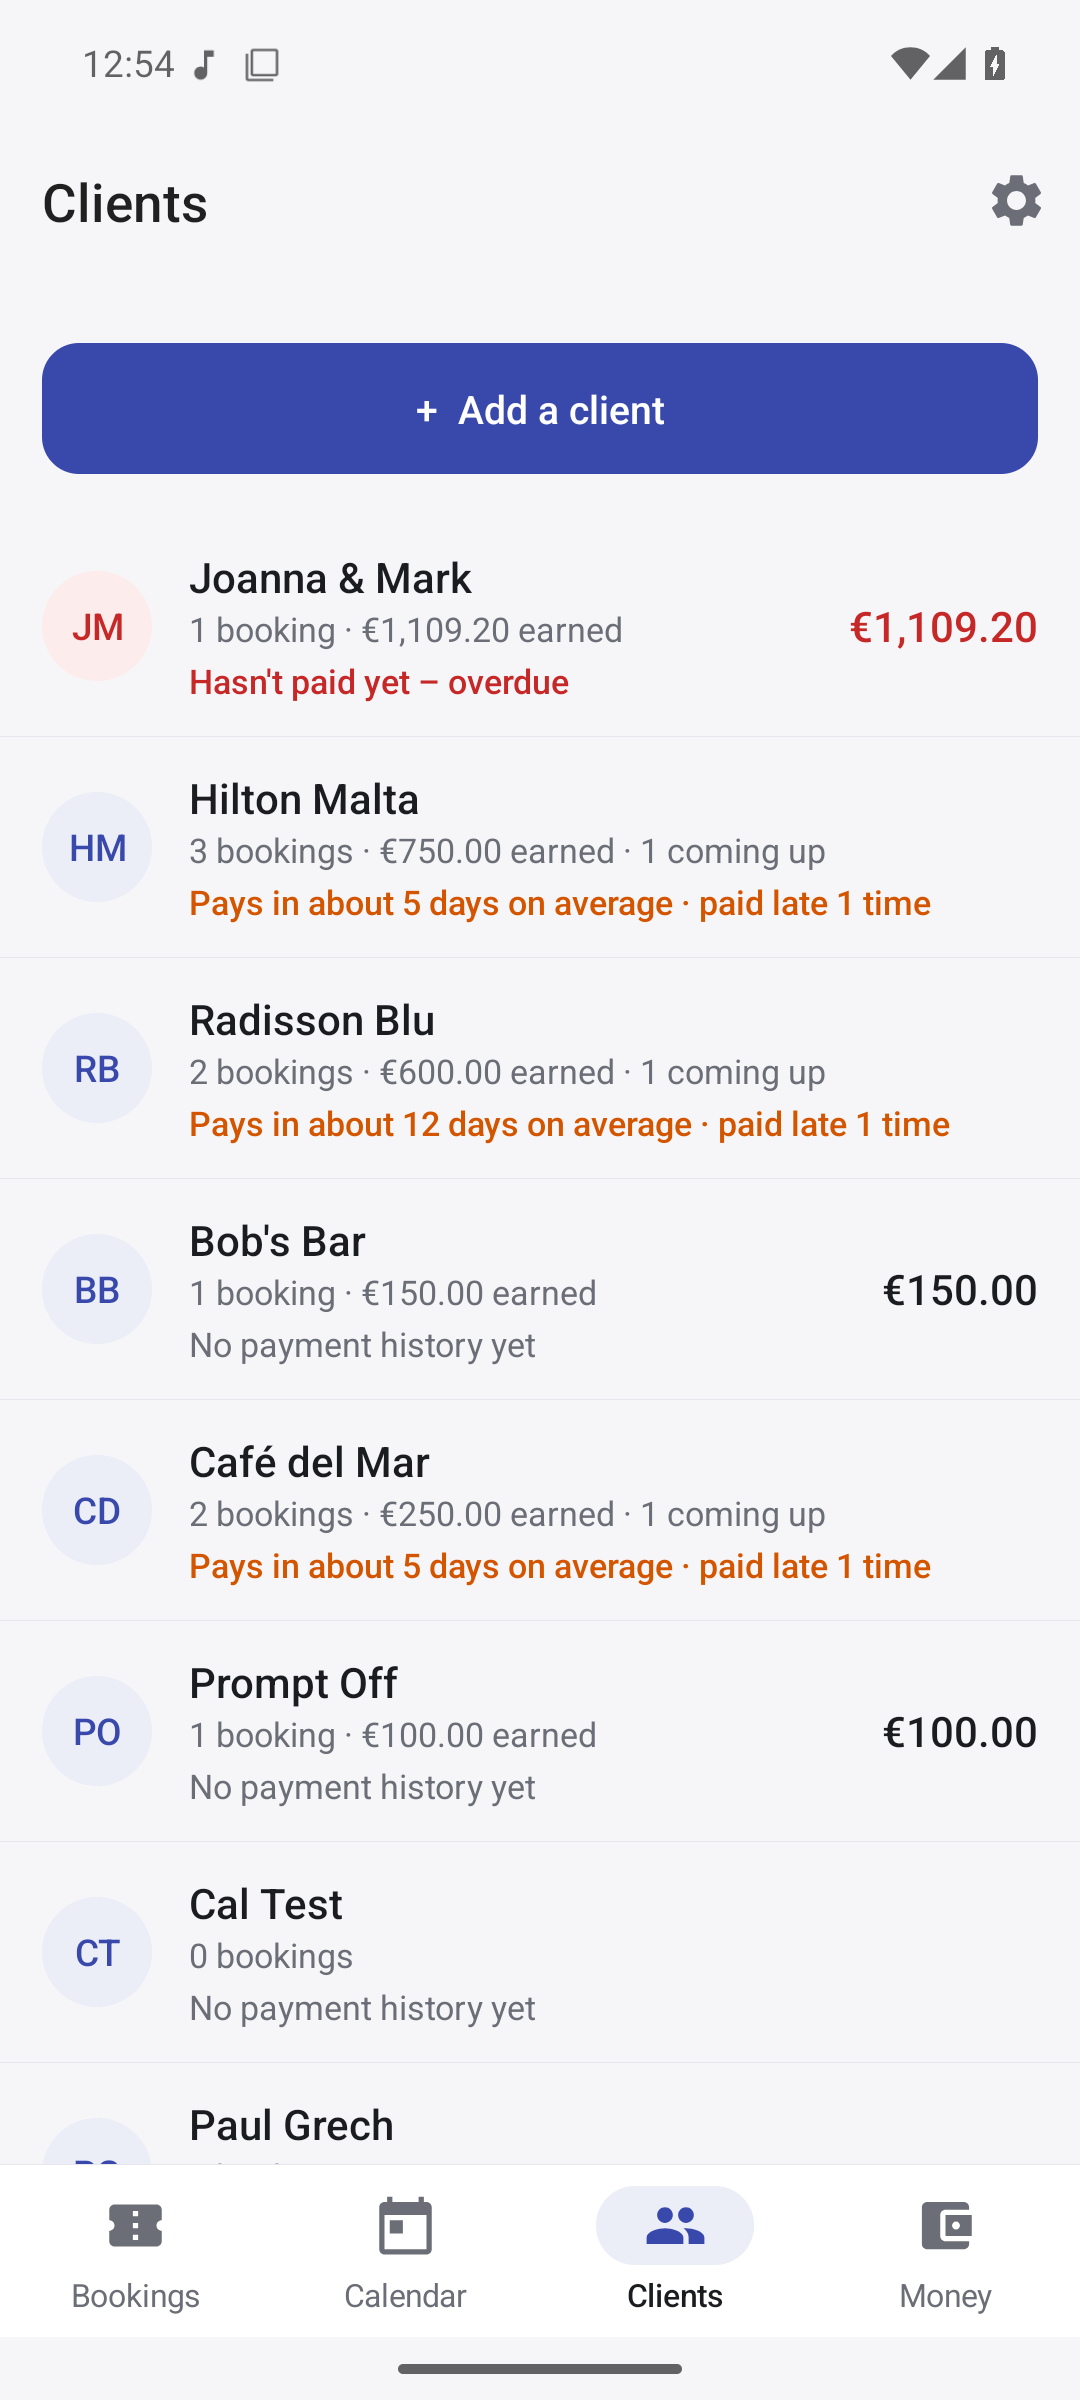 12:54
Clients
+ Add a client
JM
Joanna & Mark
1 booking · €1,109.20 earned
Hasn't paid yet – overdue
€1,109.20
HM
Hilton Malta
3 bookings · €750.00 earned · 1 coming up
Pays in about 5 days on average · paid late 1 time
RB
Radisson Blu
2 bookings · €600.00 earned · 1 coming up
Pays in about 12 days on average · paid late 1 time
BB
Bob's Bar
1 booking · €150.00 earned
No payment history yet
€150.00
CD
Café del Mar
2 bookings · €250.00 earned · 1 coming up
Pays in about 5 days on average · paid late 1 time
PO
Prompt Off
1 booking · €100.00 earned
No payment history yet
€100.00
CT
Cal Test
0 bookings
No payment history yet
Paul Grech
Bookings
Calendar
Clients
Money